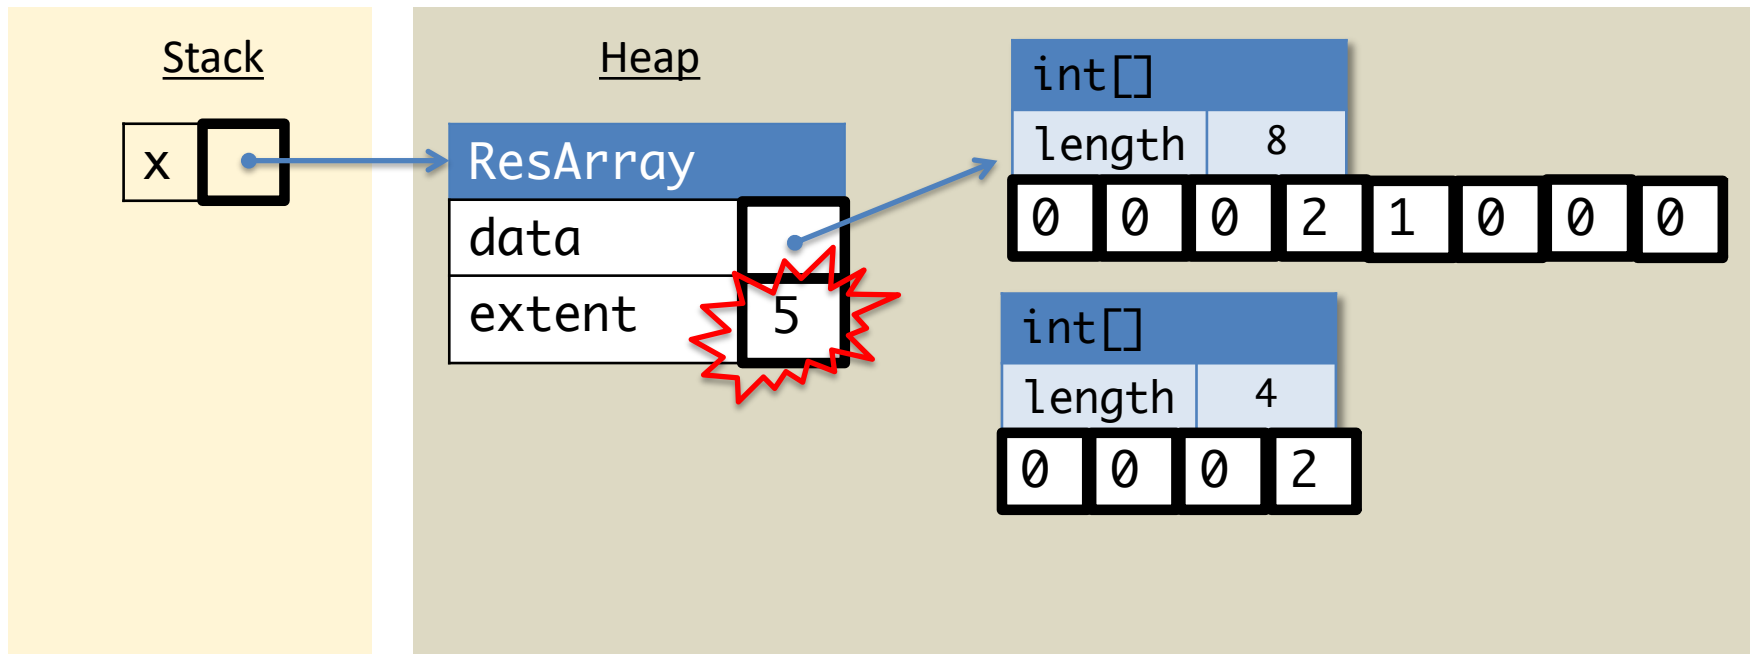 Stack
x
Heap
ResArray
data
extent 5
int[]
length 8
0 0 0 2 1 0 0 0
int[]
length 4
0 0 0 2